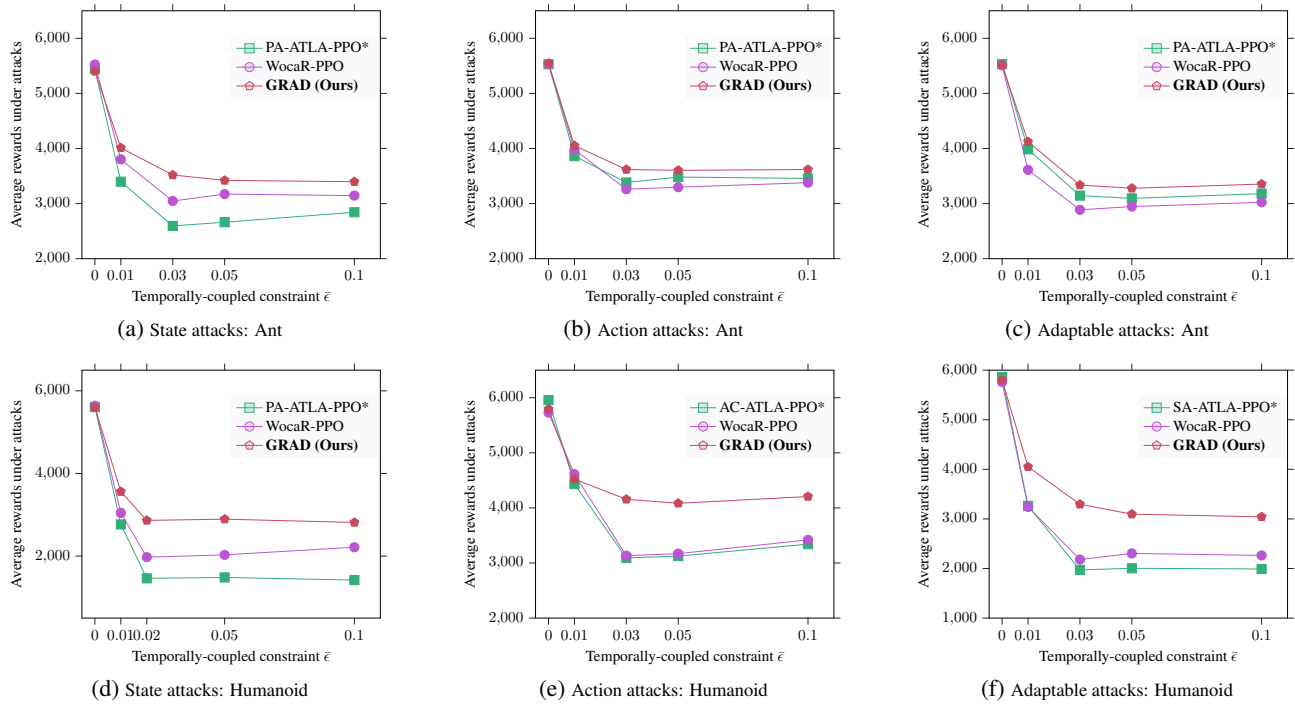 Average rewards under attacks
6,000
5,000
4,000
3,000
2,000
PA-ATLA-PPO*
WocaR-PPO
GRAD (Ours)
0 0.01 0.03 0.05 0.1
Temporally-coupled constraint ε̄
(a) State attacks: Ant
Average rewards under attacks
6,000
5,000
4,000
3,000
2,000
PA-ATLA-PPO*
WocaR-PPO
GRAD (Ours)
0 0.01 0.03 0.05 0.1
Temporally-coupled constraint ε̄
(b) Action attacks: Ant
Average rewards under attacks
6,000
5,000
4,000
3,000
2,000
PA-ATLA-PPO*
WocaR-PPO
GRAD (Ours)
0 0.01 0.03 0.05 0.1
Temporally-coupled constraint ε̄
(c) Adaptable attacks: Ant
Average rewards under attacks
6,000
4,000
2,000
PA-ATLA-PPO*
WocaR-PPO
GRAD (Ours)
0 0.01 0.02 0.05 0.1
Temporally-coupled constraint ε̄
(d) State attacks: Humanoid
Average rewards under attacks
6,000
5,000
4,000
3,000
2,000
AC-ATLA-PPO*
WocaR-PPO
GRAD (Ours)
0 0.01 0.03 0.05 0.1
Temporally-coupled constraint ε̄
(e) Action attacks: Humanoid
Average rewards under attacks
6,000
5,000
4,000
3,000
2,000
1,000
SA-ATLA-PPO*
WocaR-PPO
GRAD (Ours)
0 0.01 0.03 0.05 0.1
Temporally-coupled constraint ε̄
(f) Adaptable attacks: Humanoid